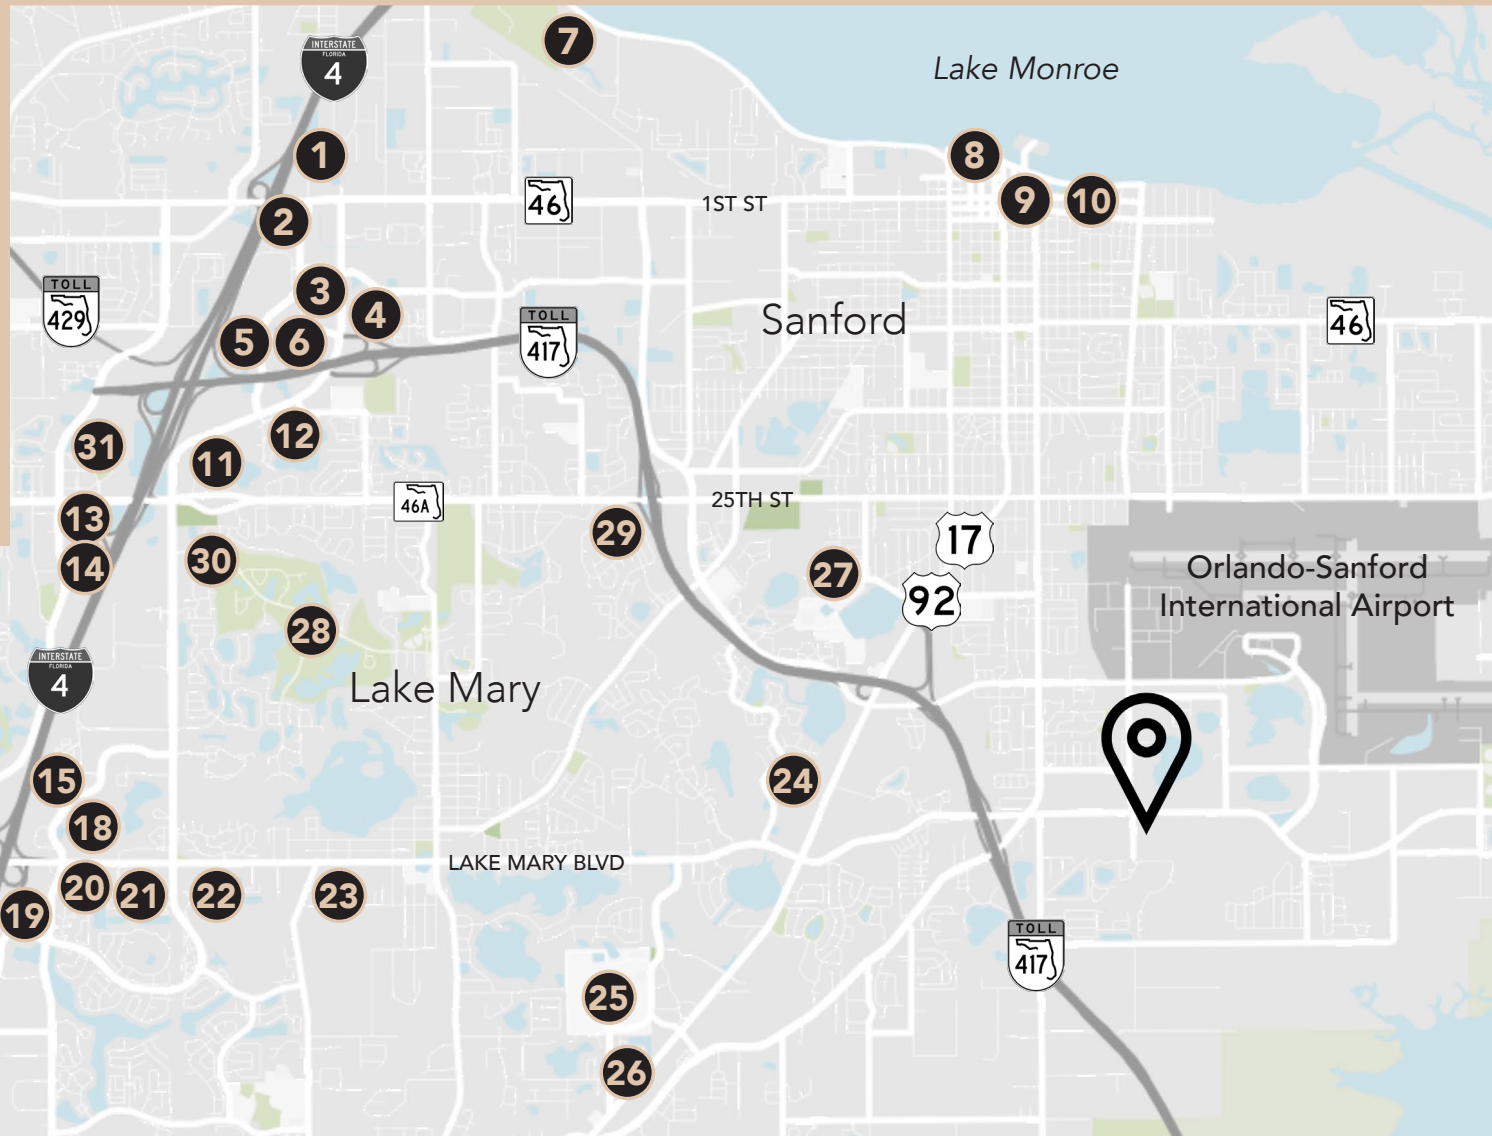 7
INTERSTATE
FLORIDA
4
Lake Monroe
1
8
2
46
1ST ST
9
10
TOLL
429
3
4
TOLL
417
Sanford
46
5
6
31
12
11
46A
25TH ST
13
29
17
14
30
27
92
Orlando-Sanford
International Airport
28
INTERSTATE
FLORIDA
4
Lake Mary
15
24
18
LAKE MARY BLVD
20
21
22
23
19
TOLL
417
25
26